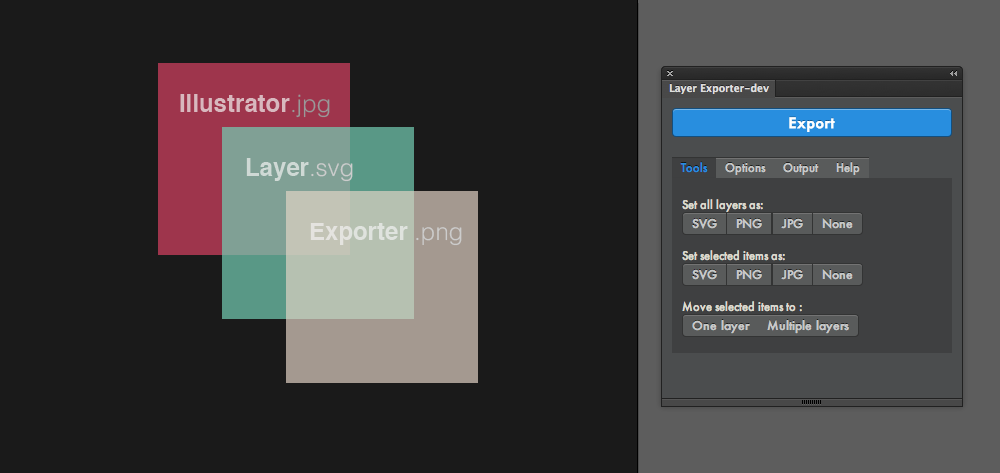 Illustrator.jpg
Layer.svg
Exporter.png
Layer Exporter-dev
Export
Tools Options Output Help
Set all layers as:
SVG PNG JPG None
Set selected items as:
SVG PNG JPG None
Move selected items to :
One layer Multiple layers